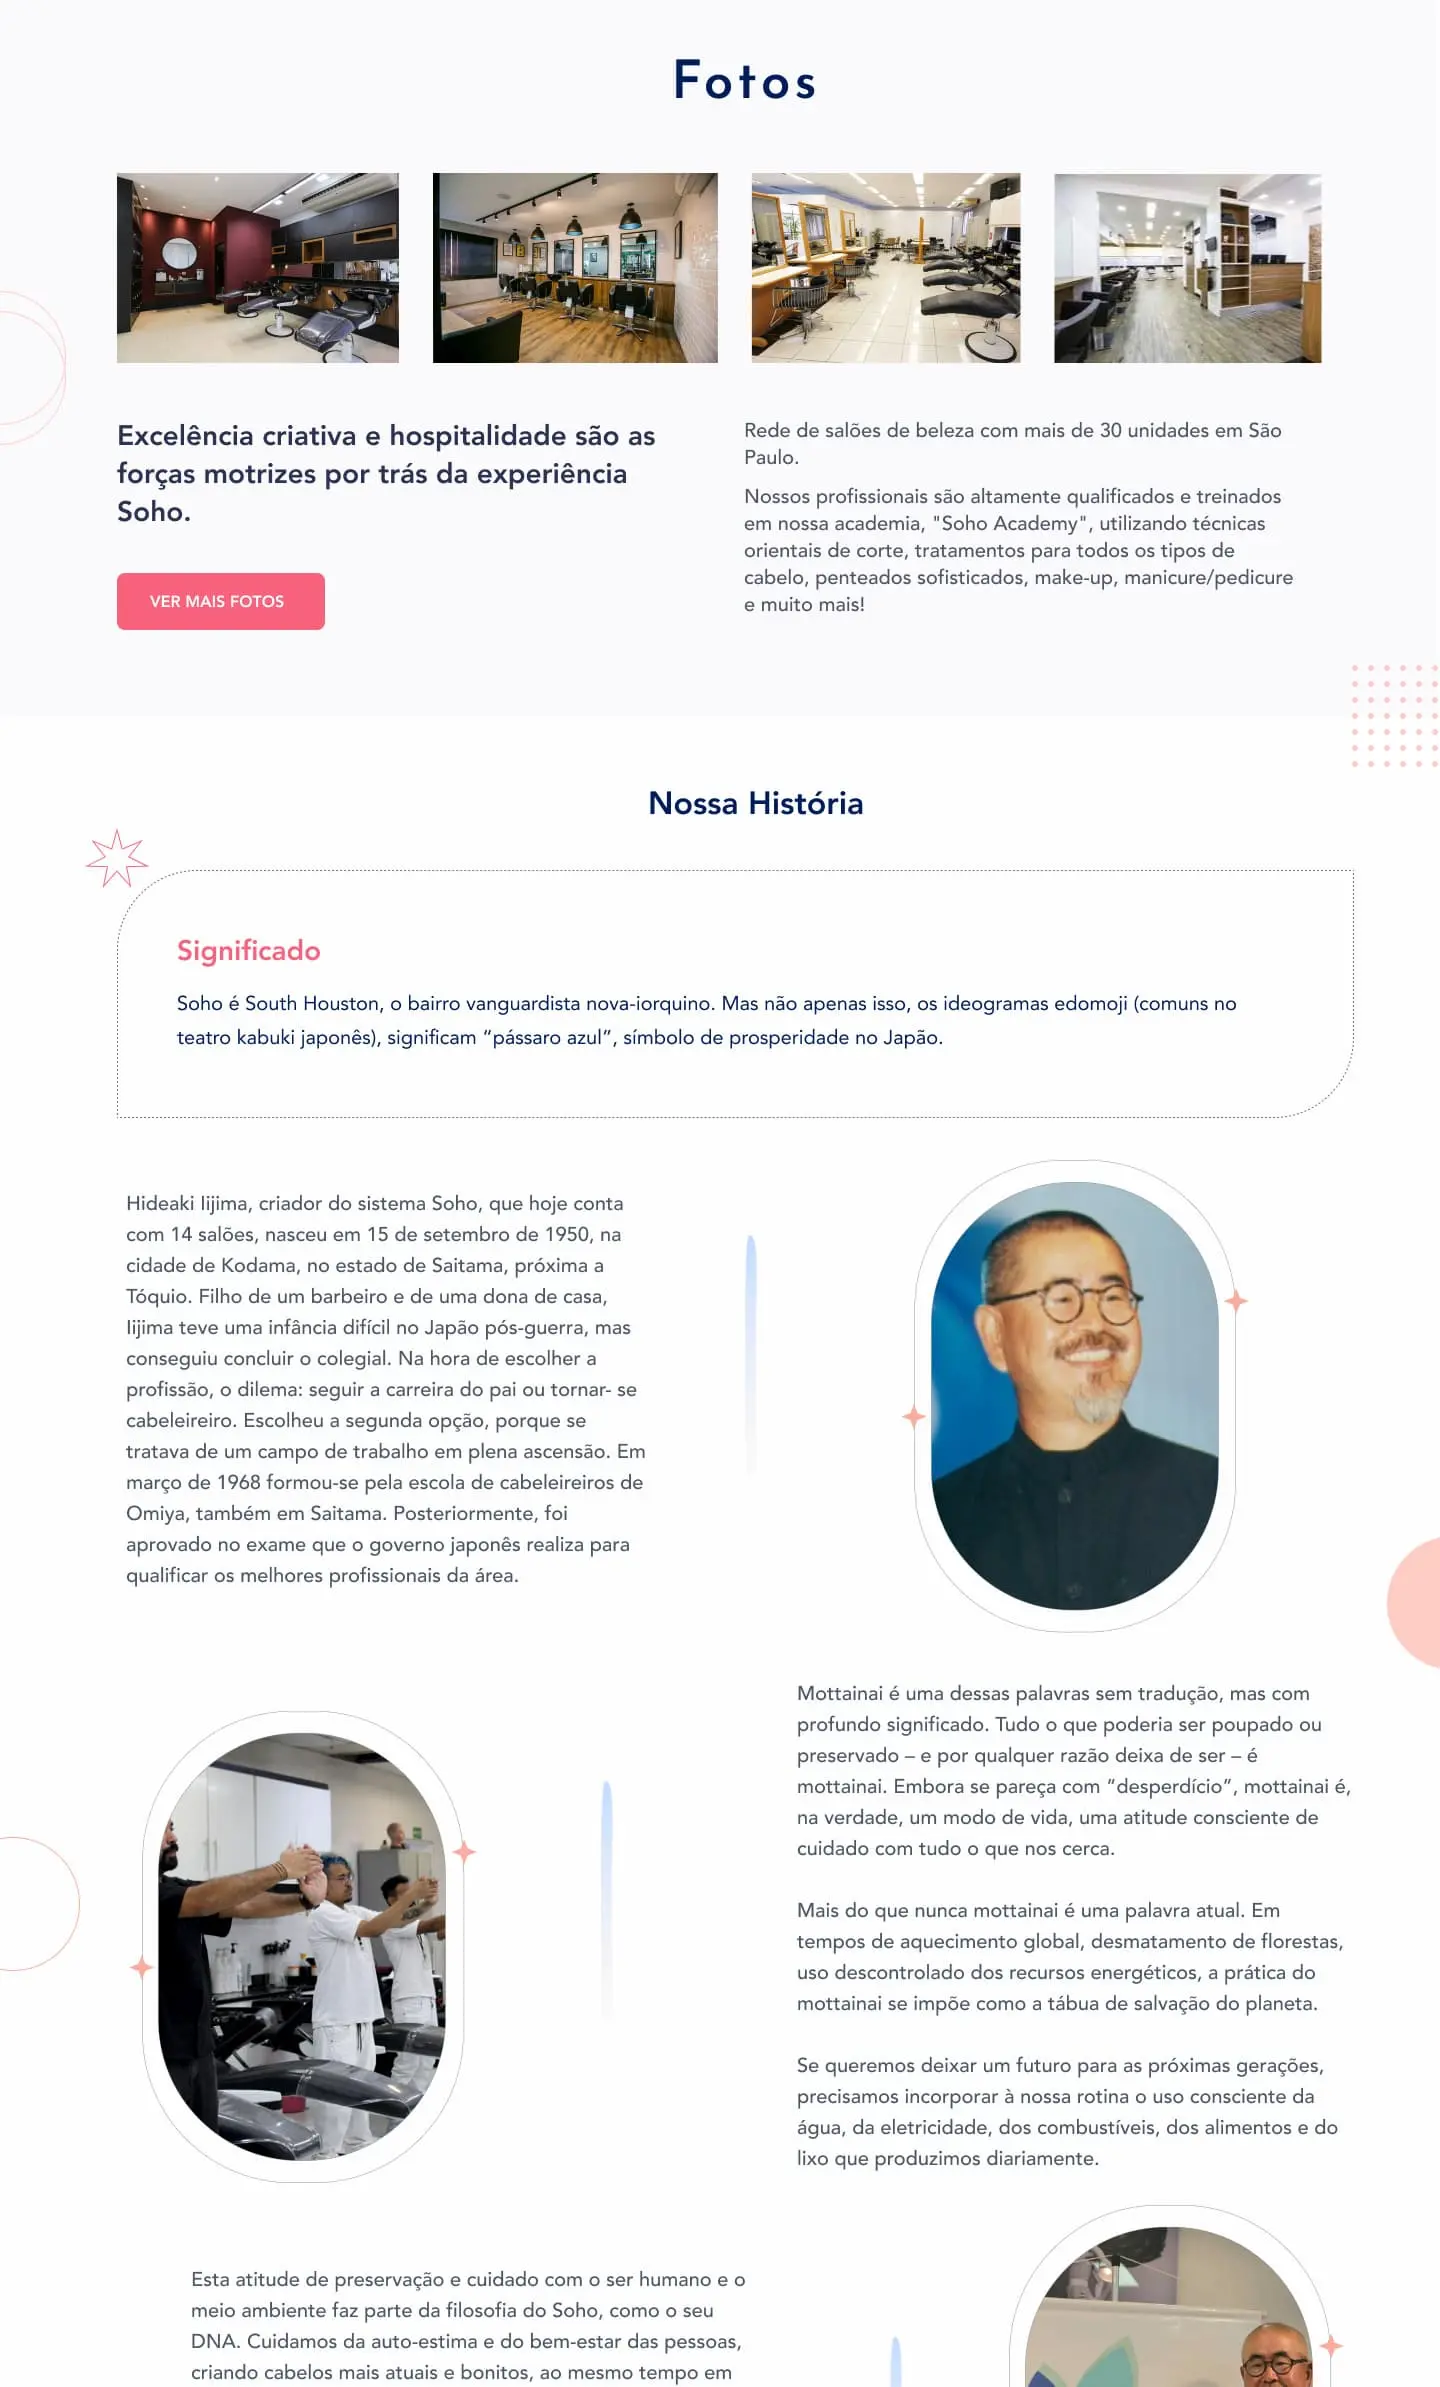 Fotos
Excelência criativa e hospitalidade são as
forças motrizes por trás da experiência
Soho.
VER MAIS FOTOS
Rede de salões de beleza com mais de 30 unidades em São
Paulo.
Nossos profissionais são altamente qualificados e treinados
em nossa academia, "Soho Academy", utilizando técnicas
orientais de corte, tratamentos para todos os tipos de
cabelo, penteados sofisticados, make-up, manicure/pedicure
e muito mais!
Nossa História
Significado
Soho é South Houston, o bairro vanguardista nova-iorquino. Mas não apenas isso, os ideogramas edomoji (comuns no
teatro kabuki japonês), significam “pássaro azul”, símbolo de prosperidade no Japão.
Hideaki Iijima, criador do sistema Soho, que hoje conta
com 14 salões, nasceu em 15 de setembro de 1950, na
cidade de Kodama, no estado de Saitama, próxima a
Tóquio. Filho de um barbeiro e de uma dona de casa,
Iijima teve uma infância difícil no Japão pós-guerra, mas
conseguiu concluir o colegial. Na hora de escolher a
profissão, o dilema: seguir a carreira do pai ou tornar- se
cabeleireiro. Escolheu a segunda opção, porque se
tratava de um campo de trabalho em plena ascensão. Em
março de 1968 formou-se pela escola de cabeleireiros de
Omiya, também em Saitama. Posteriormente, foi
aprovado no exame que o governo japonês realiza para
qualificar os melhores profissionais da área.
Mottainai é uma dessas palavras sem tradução, mas com
profundo significado. Tudo o que poderia ser poupado ou
preservado – e por qualquer razão deixa de ser – é
mottainai. Embora se pareça com “desperdício”, mottainai é,
na verdade, um modo de vida, uma atitude consciente de
cuidado com tudo o que nos cerca.
Mais do que nunca mottainai é uma palavra atual. Em
tempos de aquecimento global, desmatamento de florestas,
uso descontrolado dos recursos energéticos, a prática do
mottainai se impõe como a tábua de salvação do planeta.
Se queremos deixar um futuro para as próximas gerações,
precisamos incorporar à nossa rotina o uso consciente da
água, da eletricidade, dos combustíveis, dos alimentos e do
lixo que produzimos diariamente.
Esta atitude de preservação e cuidado com o ser humano e o
meio ambiente faz parte da filosofia do Soho, como o seu
DNA. Cuidamos da auto-estima e do bem-estar das pessoas,
criando cabelos mais atuais e bonitos, ao mesmo tempo em